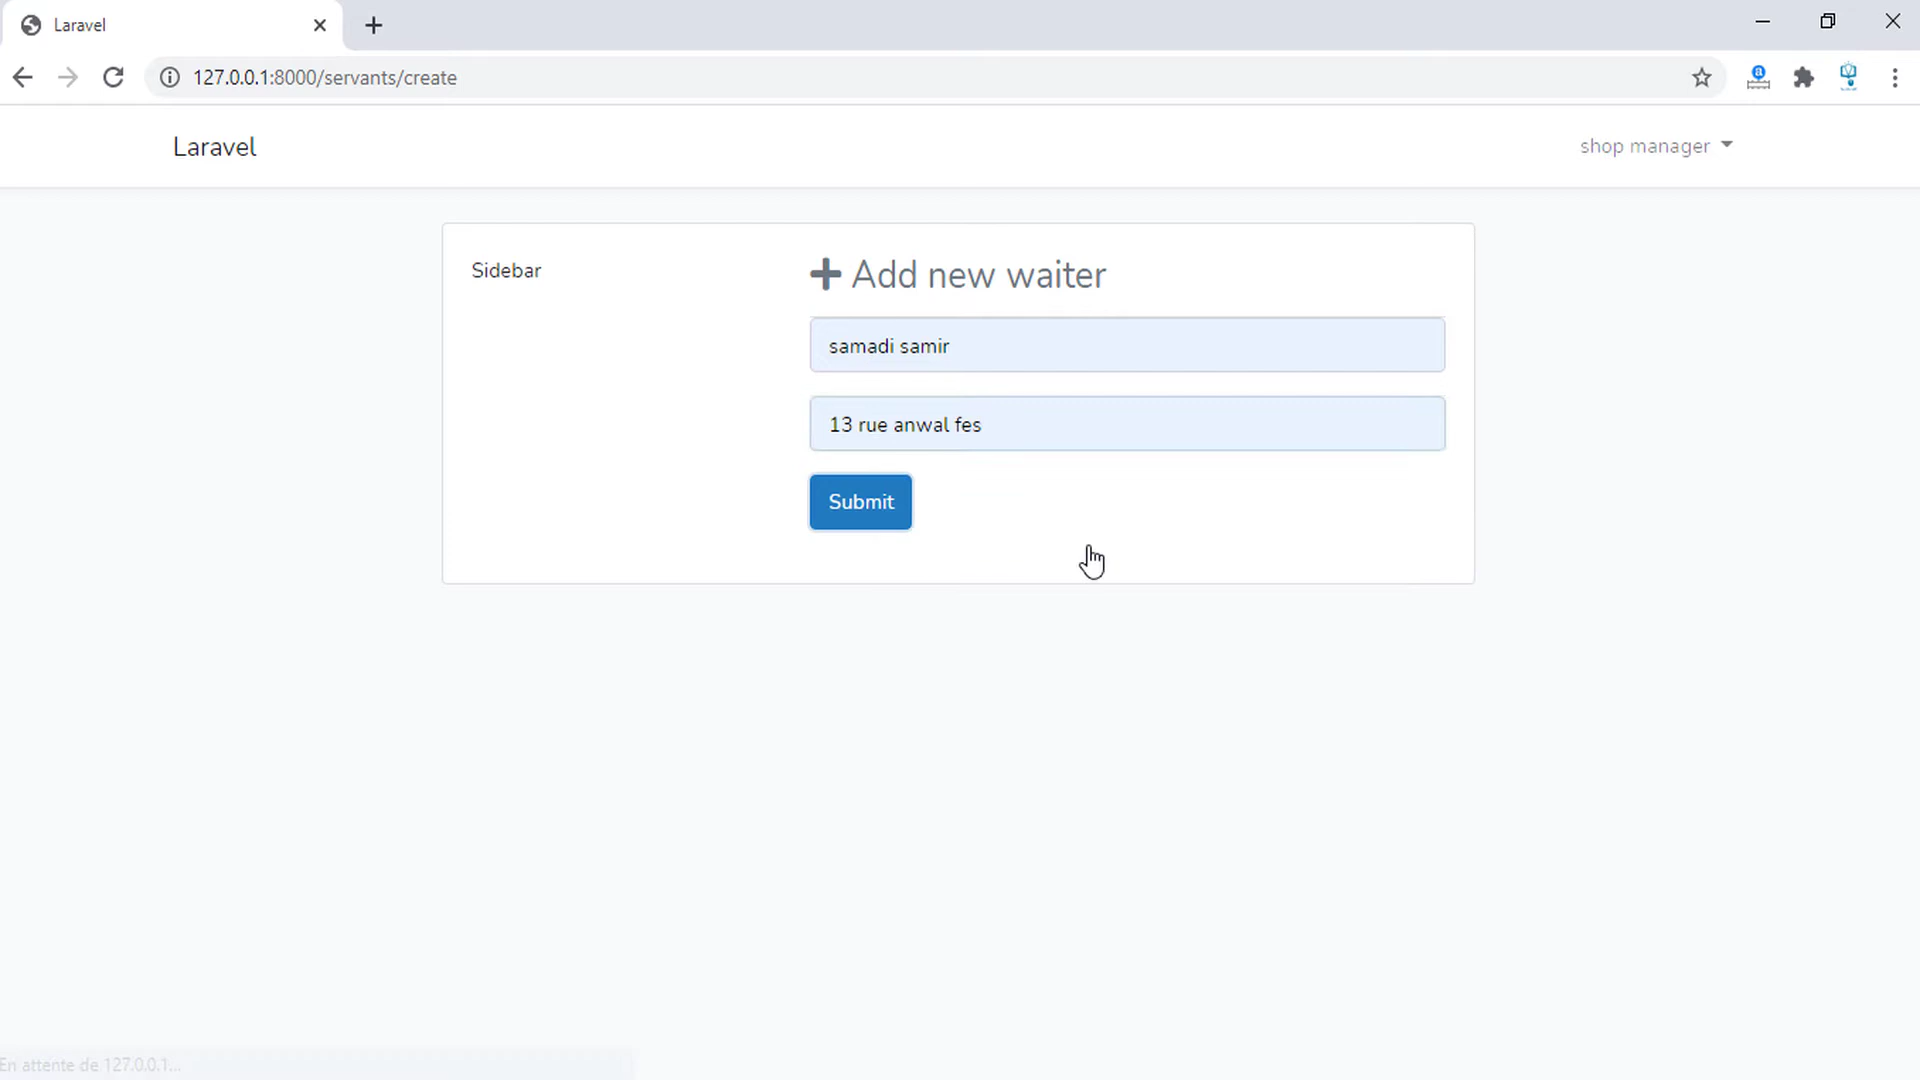 Laravel
127.0.0.1:8000/servants/create
Laravel
shop manager
Sidebar
Add new waiter
samadi samir
13 rue anwal fes
Submit
En attente de 127.0.0.1...